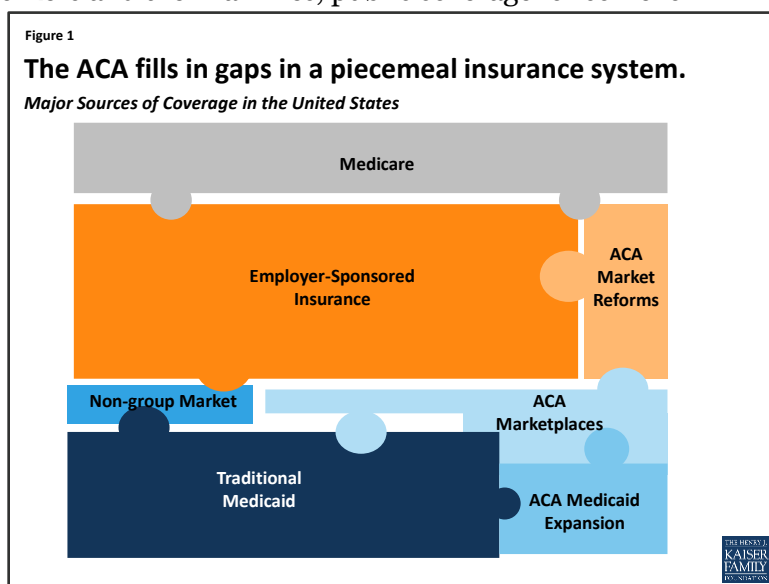 Figure 1
The ACA fills in gaps in a piecemeal insurance system.
Major Sources of Coverage in the United States
Medicare
Employer-Sponsored
Insurance
ACA
Market
Reforms
Non-group Market
ACA
Marketplaces
Traditional
Medicaid
ACA Medicaid
Expansion
THE HENRY J.
KAISER
FAMILY
FOUNDATION